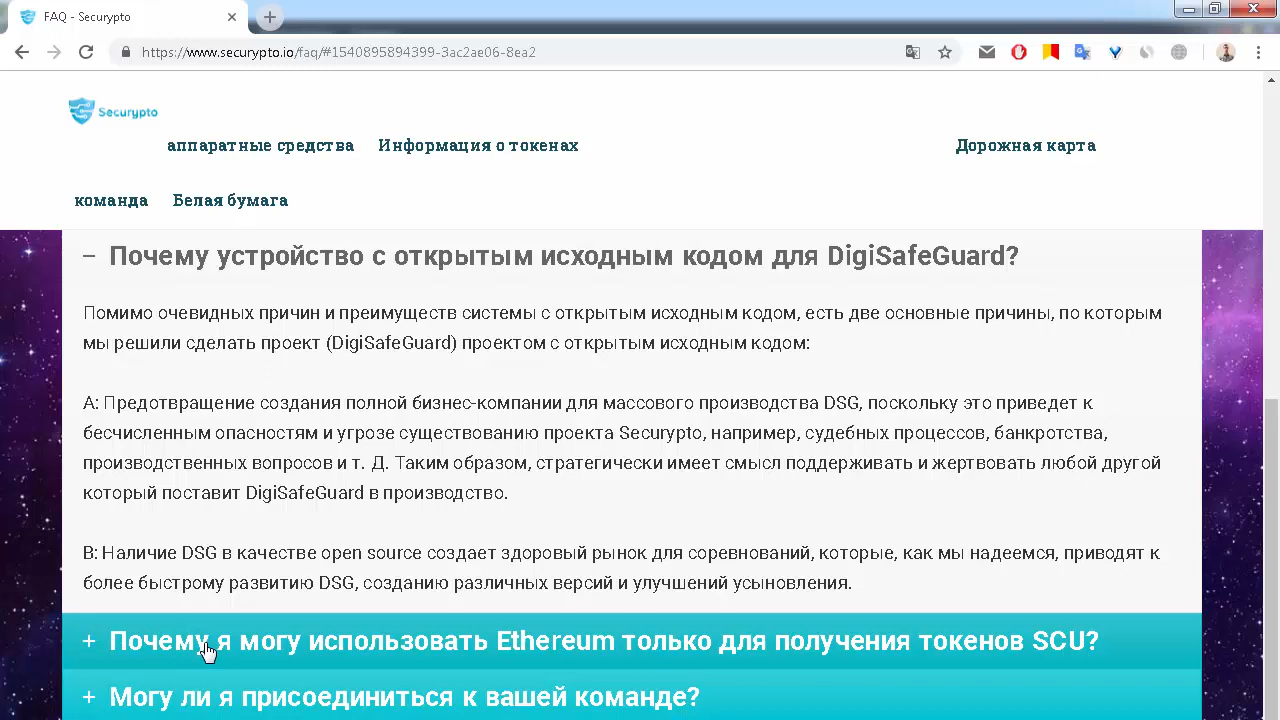 FAQ - Securypto
https://www.securypto.io/faq/#1540895894399-3ac2ae06-8ea2
Securypto
аппаратные средства Информация о токенах Дорожная карта
команда Белая бумага
– Почему устройство с открытым исходным кодом для DigiSafeGuard?
Помимо очевидных причин и преимуществ системы с открытым исходным кодом, есть две основные причины, по которым
мы решили сделать проект (DigiSafeGuard) проектом с открытым исходным кодом:
A: Предотвращение создания полной бизнес-компании для массового производства DSG, поскольку это приведет к
бесчисленным опасностям и угрозе существованию проекта Securypto, например, судебных процессов, банкротства,
производственных вопросов и т. Д. Таким образом, стратегически имеет смысл поддерживать и жертвовать любой другой
который поставит DigiSafeGuard в производство.
B: Наличие DSG в качестве open source создает здоровый рынок для соревнований, которые, как мы надеемся, приводят к
более быстрому развитию DSG, созданию различных версий и улучшений усыновления.
+ Почему я могу использовать Ethereum только для получения токенов SCU?
+ Могу ли я присоединиться к вашей команде?